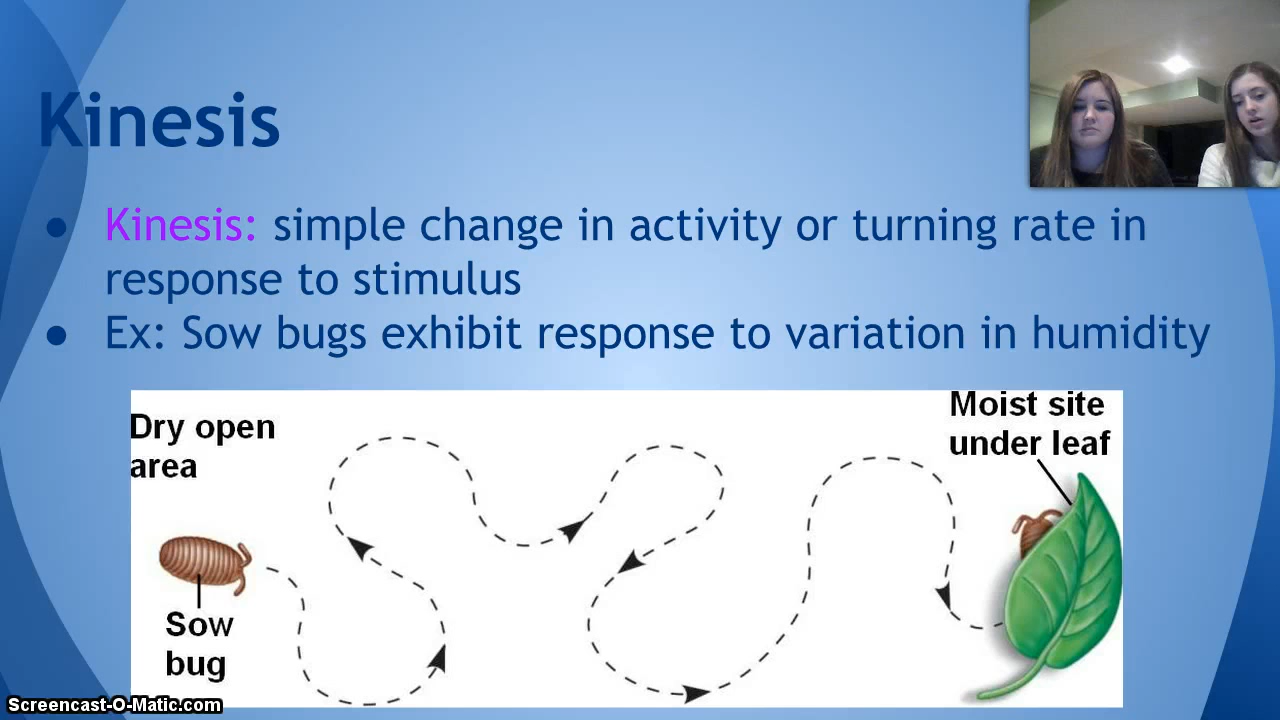 Kinesis
● Kinesis: simple change in activity or turning rate in
response to stimulus
● Ex: Sow bugs exhibit response to variation in humidity
Dry open
area
Moist site
under leaf
Sow
bug
Screencast-O-Matic.com